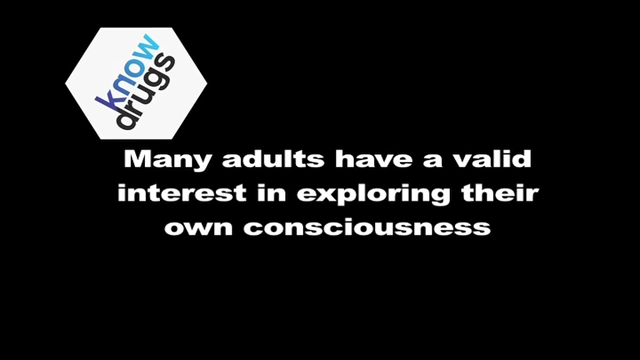 know
drugs
Many adults have a valid
interest in exploring their
own consciousness